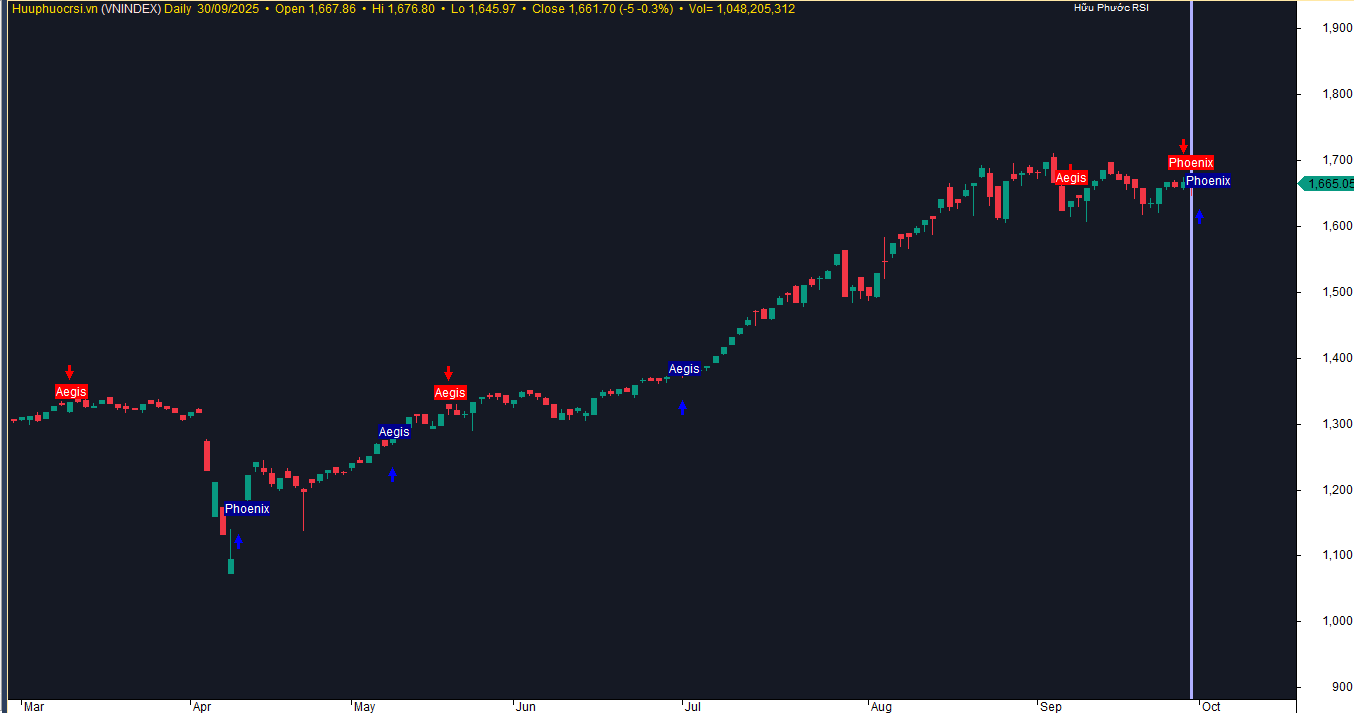 Huuphuocrsi.vn (VNINDEX) Daily 30/09/2025 • Open 1,667.86 • Hi 1,676.80 • Lo 1,645.97 • Close 1,661.70 (-5 -0.3%) • Vol= 1,048,205,312
Hữu Phước RSI
1,900
1,800
1,700
Phoenix
Aegis
Phoenix
1,665.05
1,600
1,500
1,400
Aegis
Aegis
Aegis
1,300
Aegis
1,200
Phoenix
1,100
1,000
900
Mar Apr May Jun Jul Aug Sep Oct